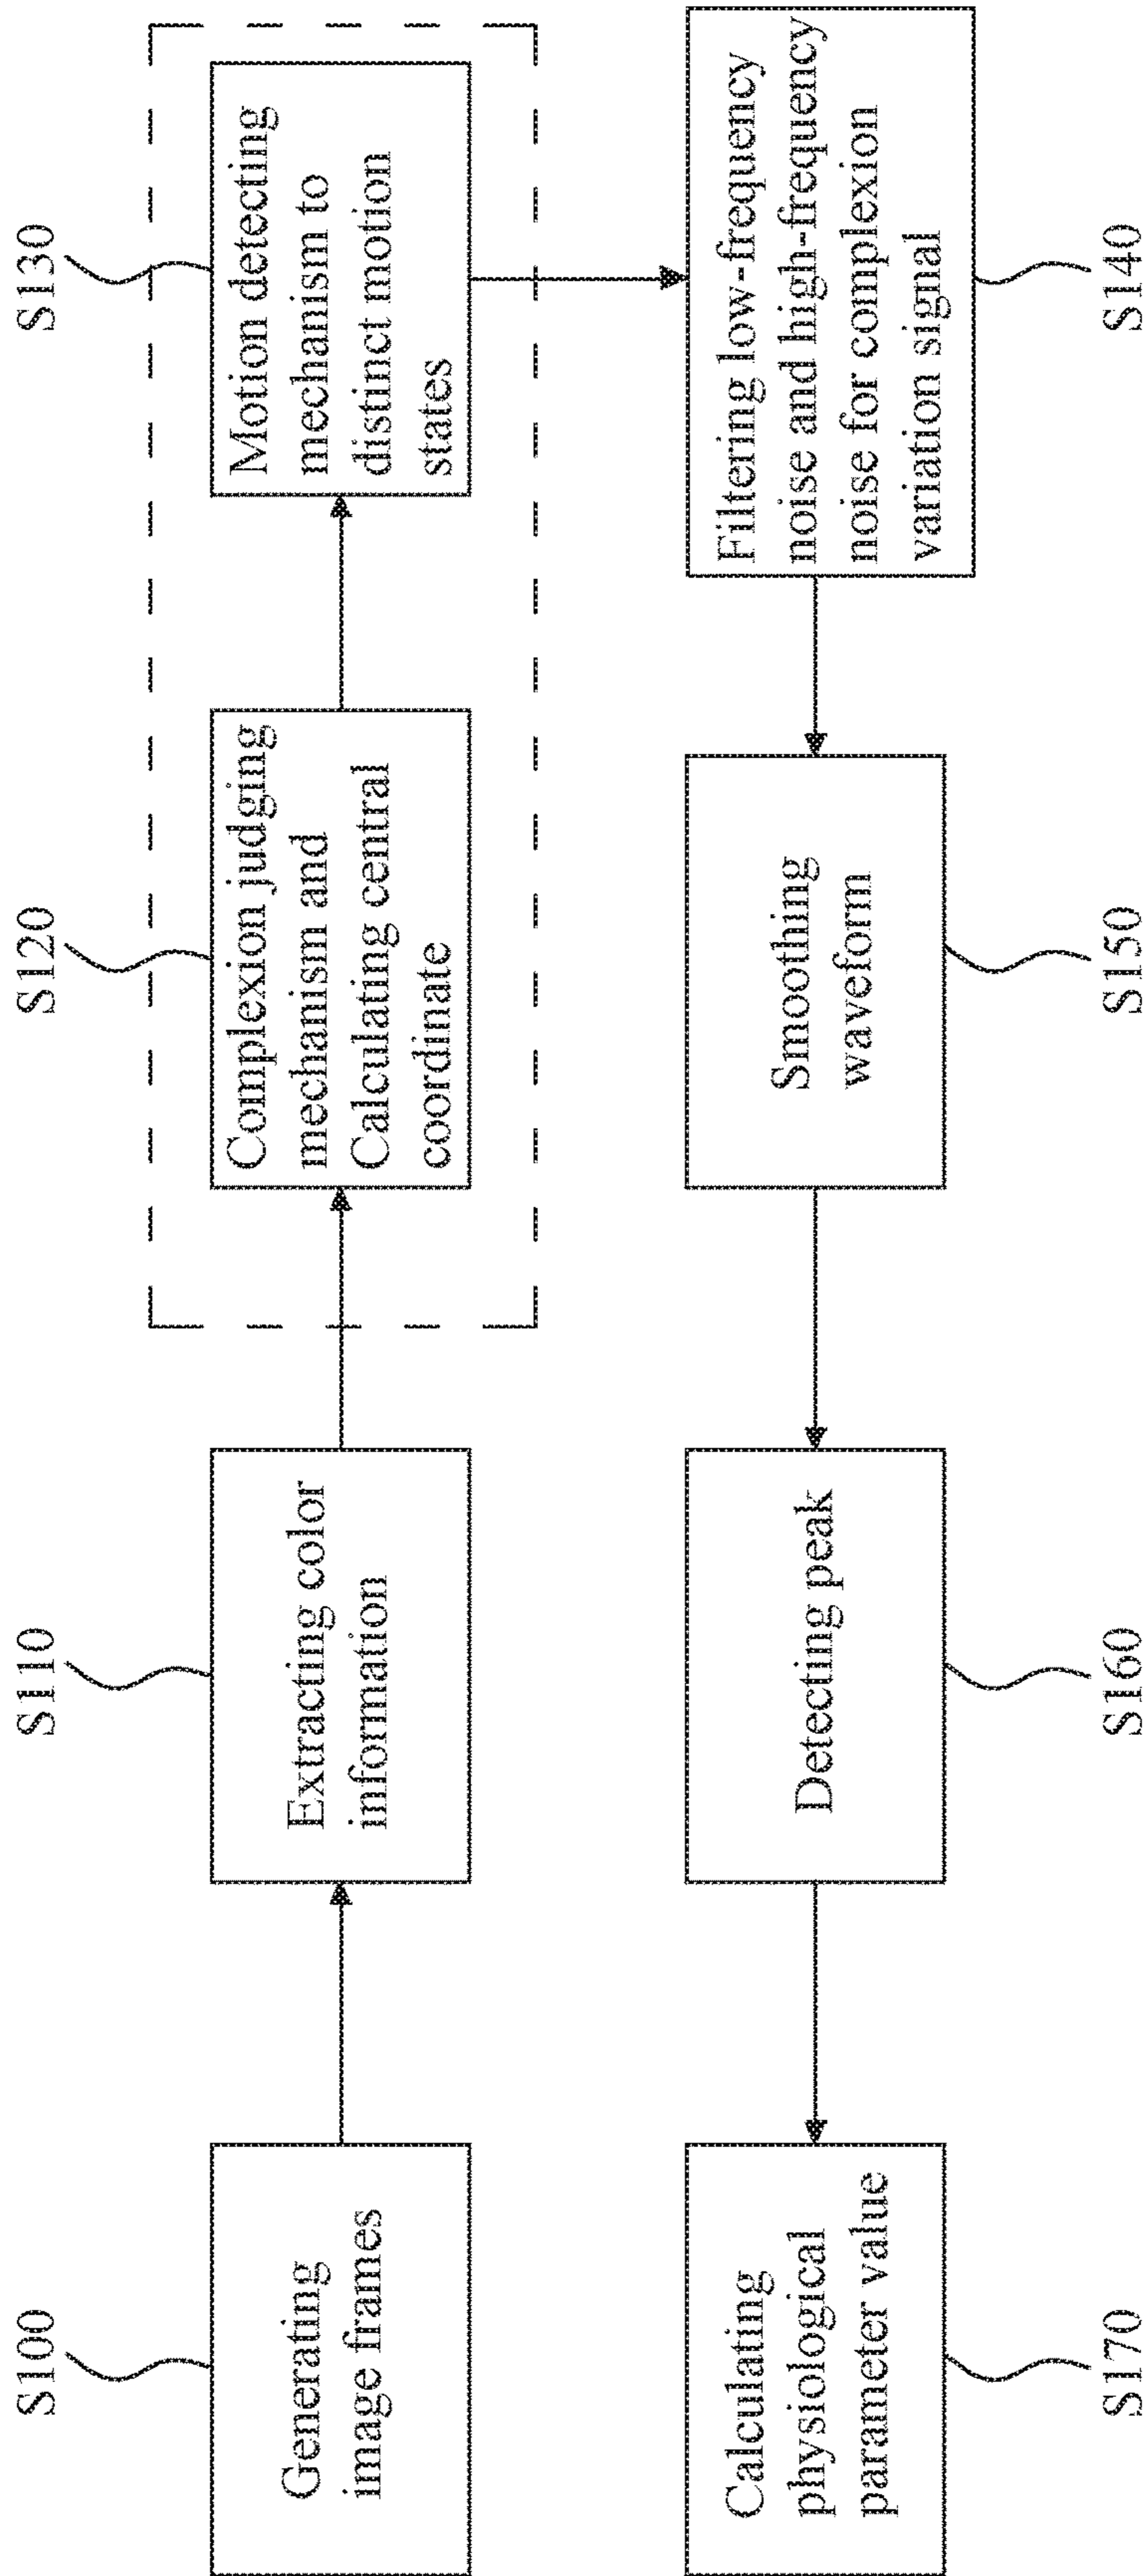 S100
Generating
image frames
S110
Extracting color
information
S120
Complexion judging
mechanism and
Calculating central
coordinate
S130
Motion detecting
mechanism to
distinct motion
states
Filtering low-frequency
noise and high-frequency
noise for complexion
variation signal
S140
Smoothing
waveform
S150
Detecting peak
S160
Calculating
physiological
parameter value
S170